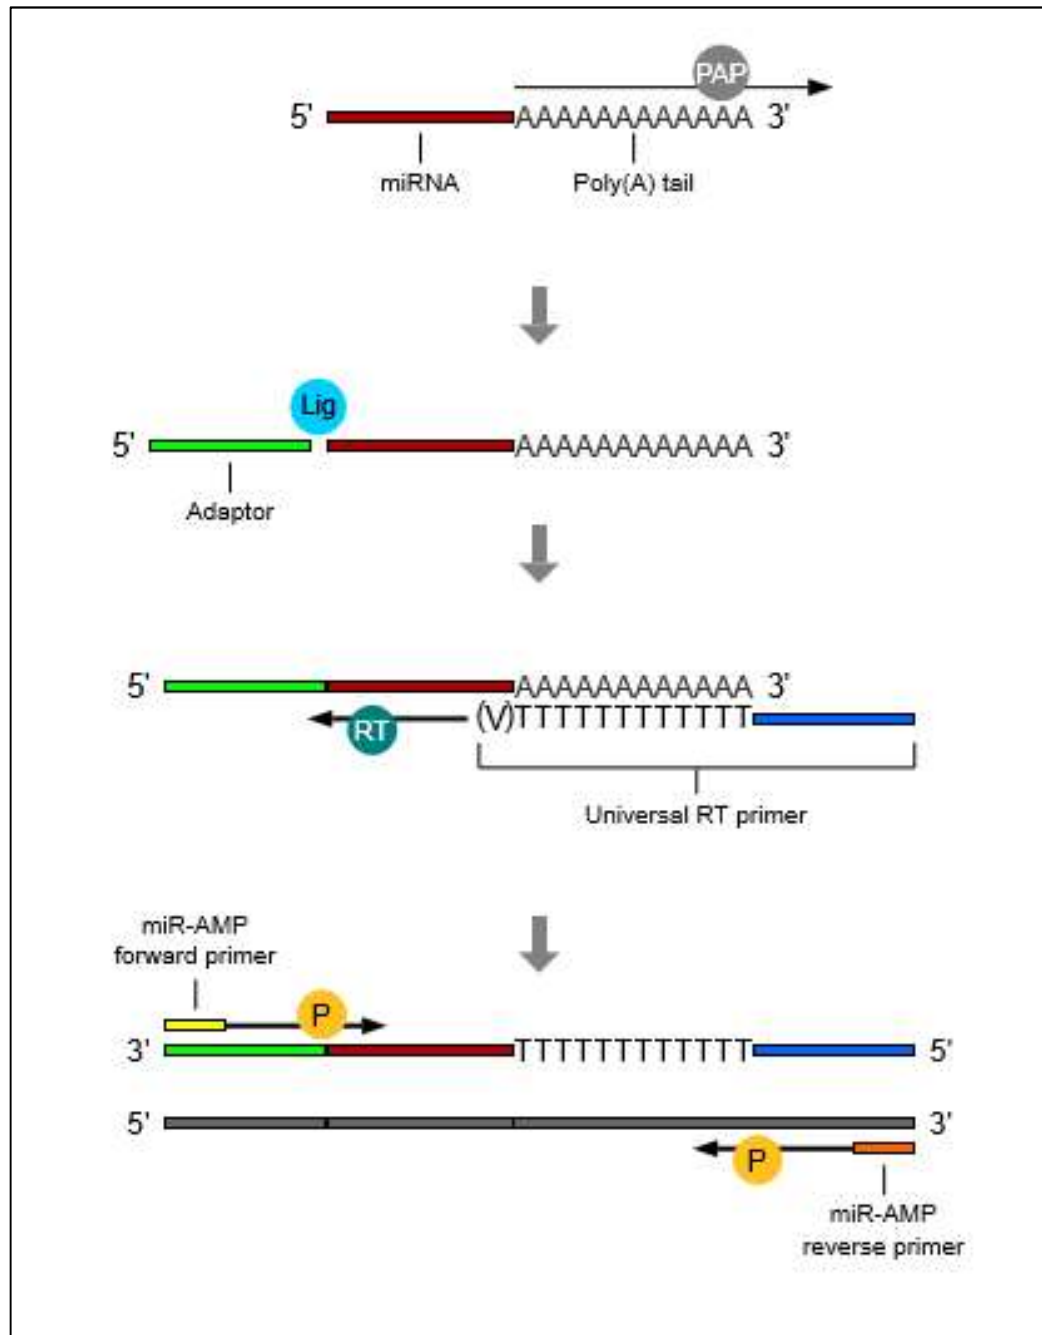 PAP
5' AAAAAAAAAAAA 3'
miRNA Poly(A) tail
Lig
5' AAAAAAAAAAAA 3'
Adaptor
5' AAAAAAAAAAAA 3'
RT (V)TTTTTTTTTTTT
Universal RT primer
miR-AMP
forward primer
P
3' TTTTTTTTTTTT 5'
5' 3'
P
miR-AMP
reverse primer